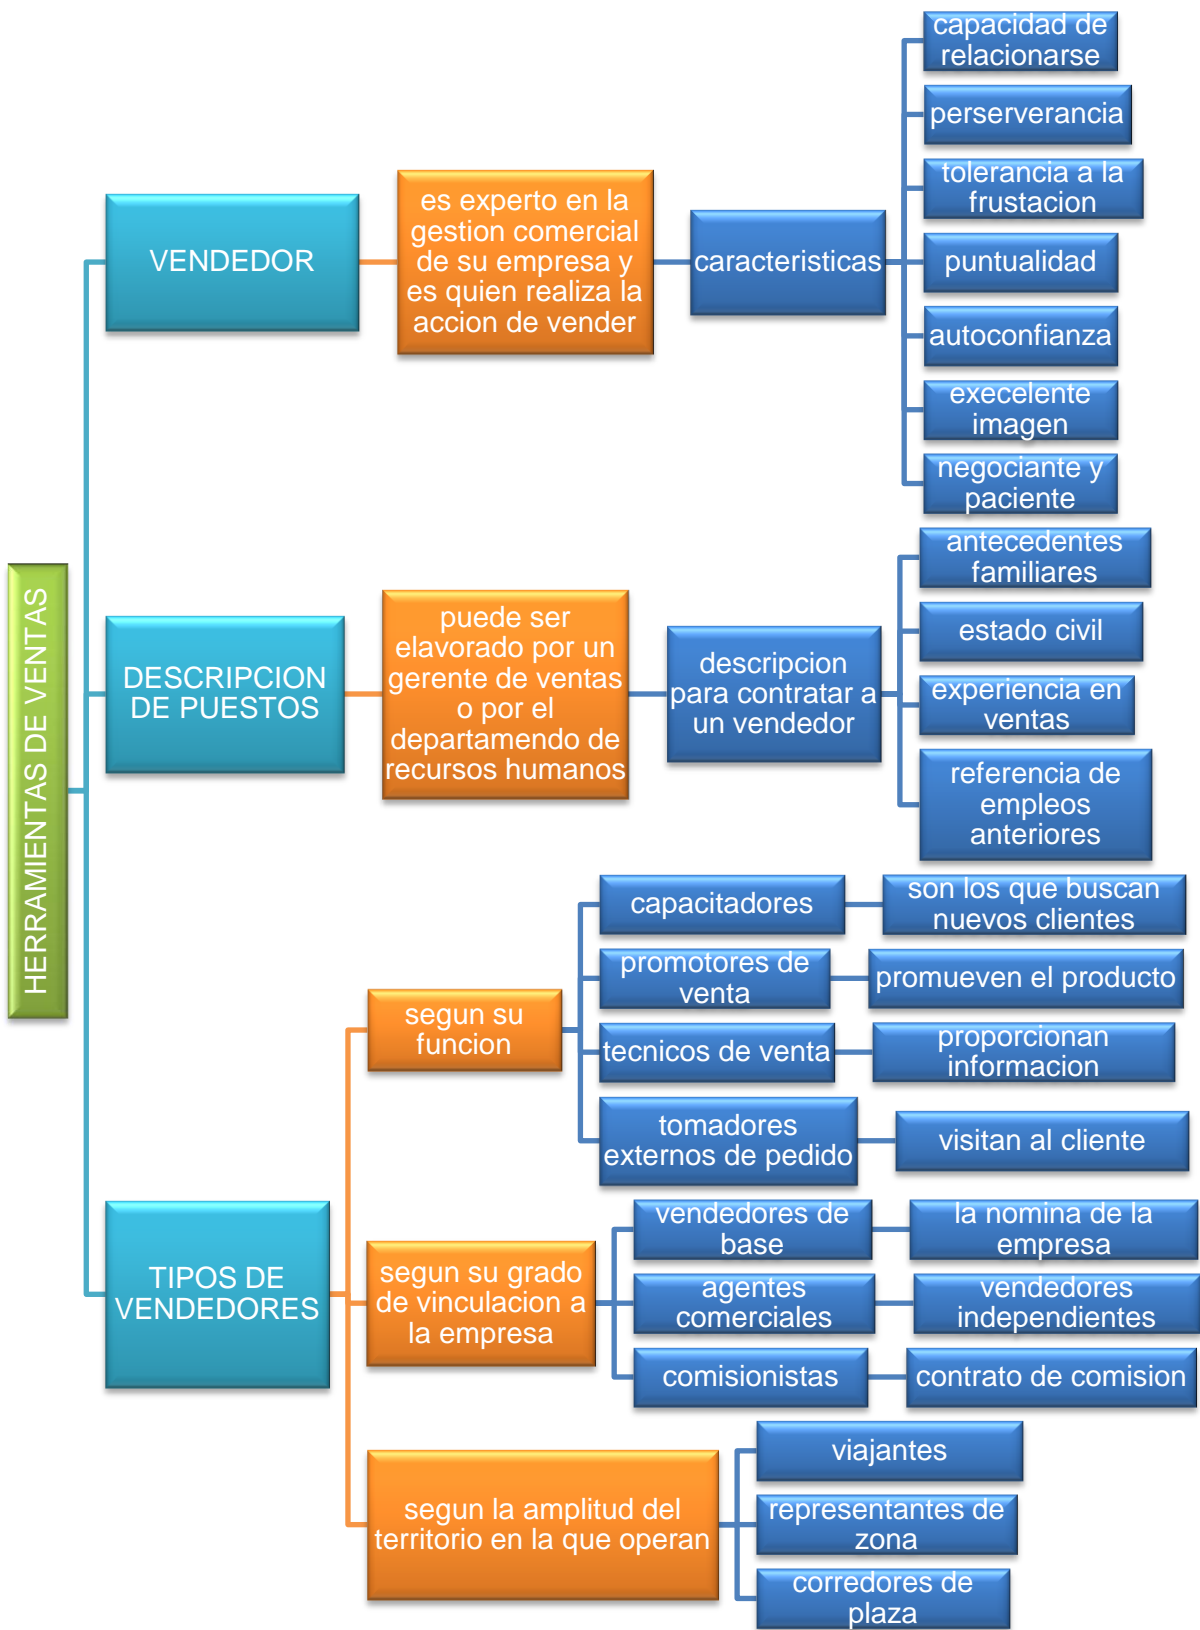 HERRAMIENTAS DE VENTAS
VENDEDOR
es experto en la
gestion comercial
de su empresa y
es quien realiza la
accion de vender
caracteristicas
capacidad de
relacionarse
perserverancia
tolerancia a la
frustacion
puntualidad
autoconfianza
execelente
imagen
negociante y
paciente
DESCRIPCION
DE PUESTOS
puede ser
elavorado por un
gerente de ventas
o por el
departamendo de
recursos humanos
descripcion
para contratar a
un vendedor
antecedentes
familiares
estado civil
experiencia en
ventas
referencia de
empleos
anteriores
TIPOS DE
VENDEDORES
segun su
funcion
capacitadores
son los que buscan
nuevos clientes
promotores de
venta
promueven el producto
tecnicos de venta
proporcionan
informacion
tomadores
externos de pedido
visitan al cliente
segun su grado
de vinculacion a
la empresa
vendedores de
base
la nomina de la
empresa
agentes
comerciales
vendedores
independientes
comisionistas
contrato de comision
segun la amplitud del
territorio en la que operan
viajantes
representantes de
zona
corredores de
plaza